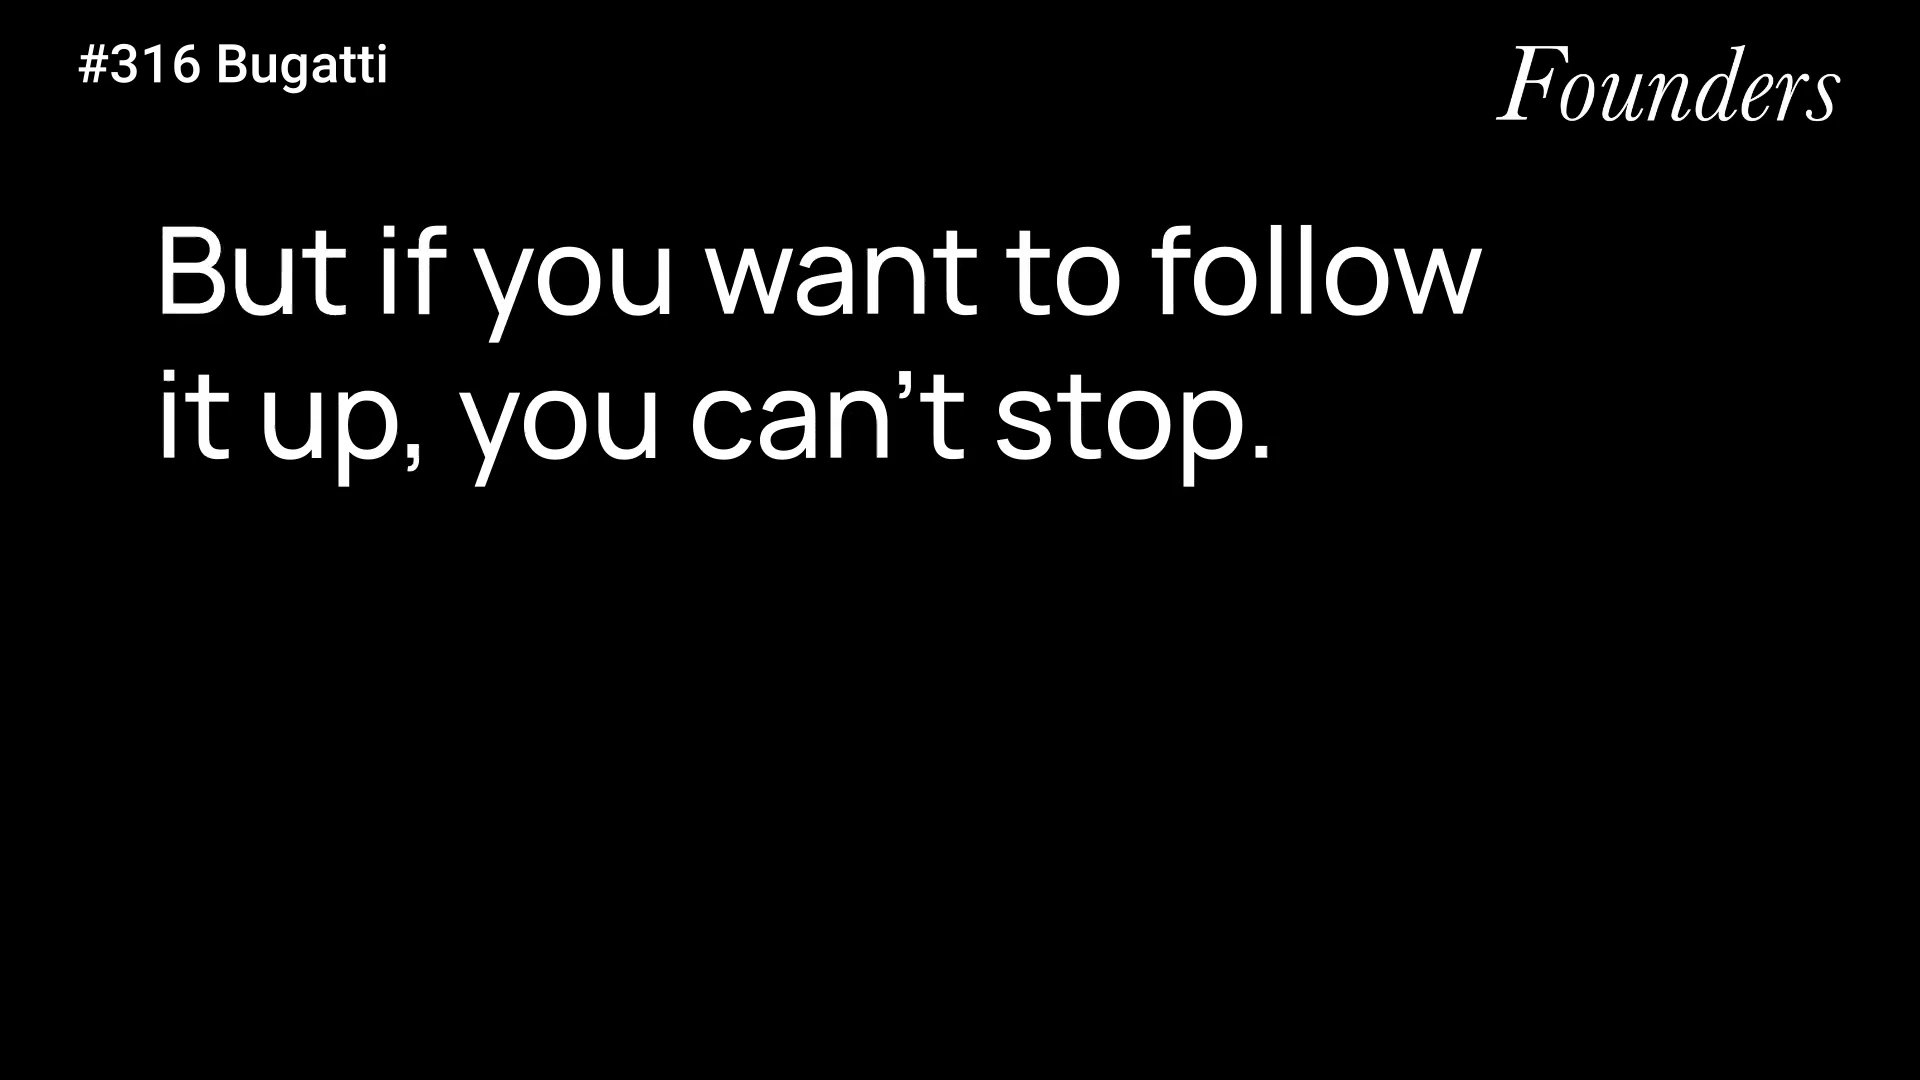 #316 Bugatti
Founders
But if you want to follow
it up, you can’t stop.